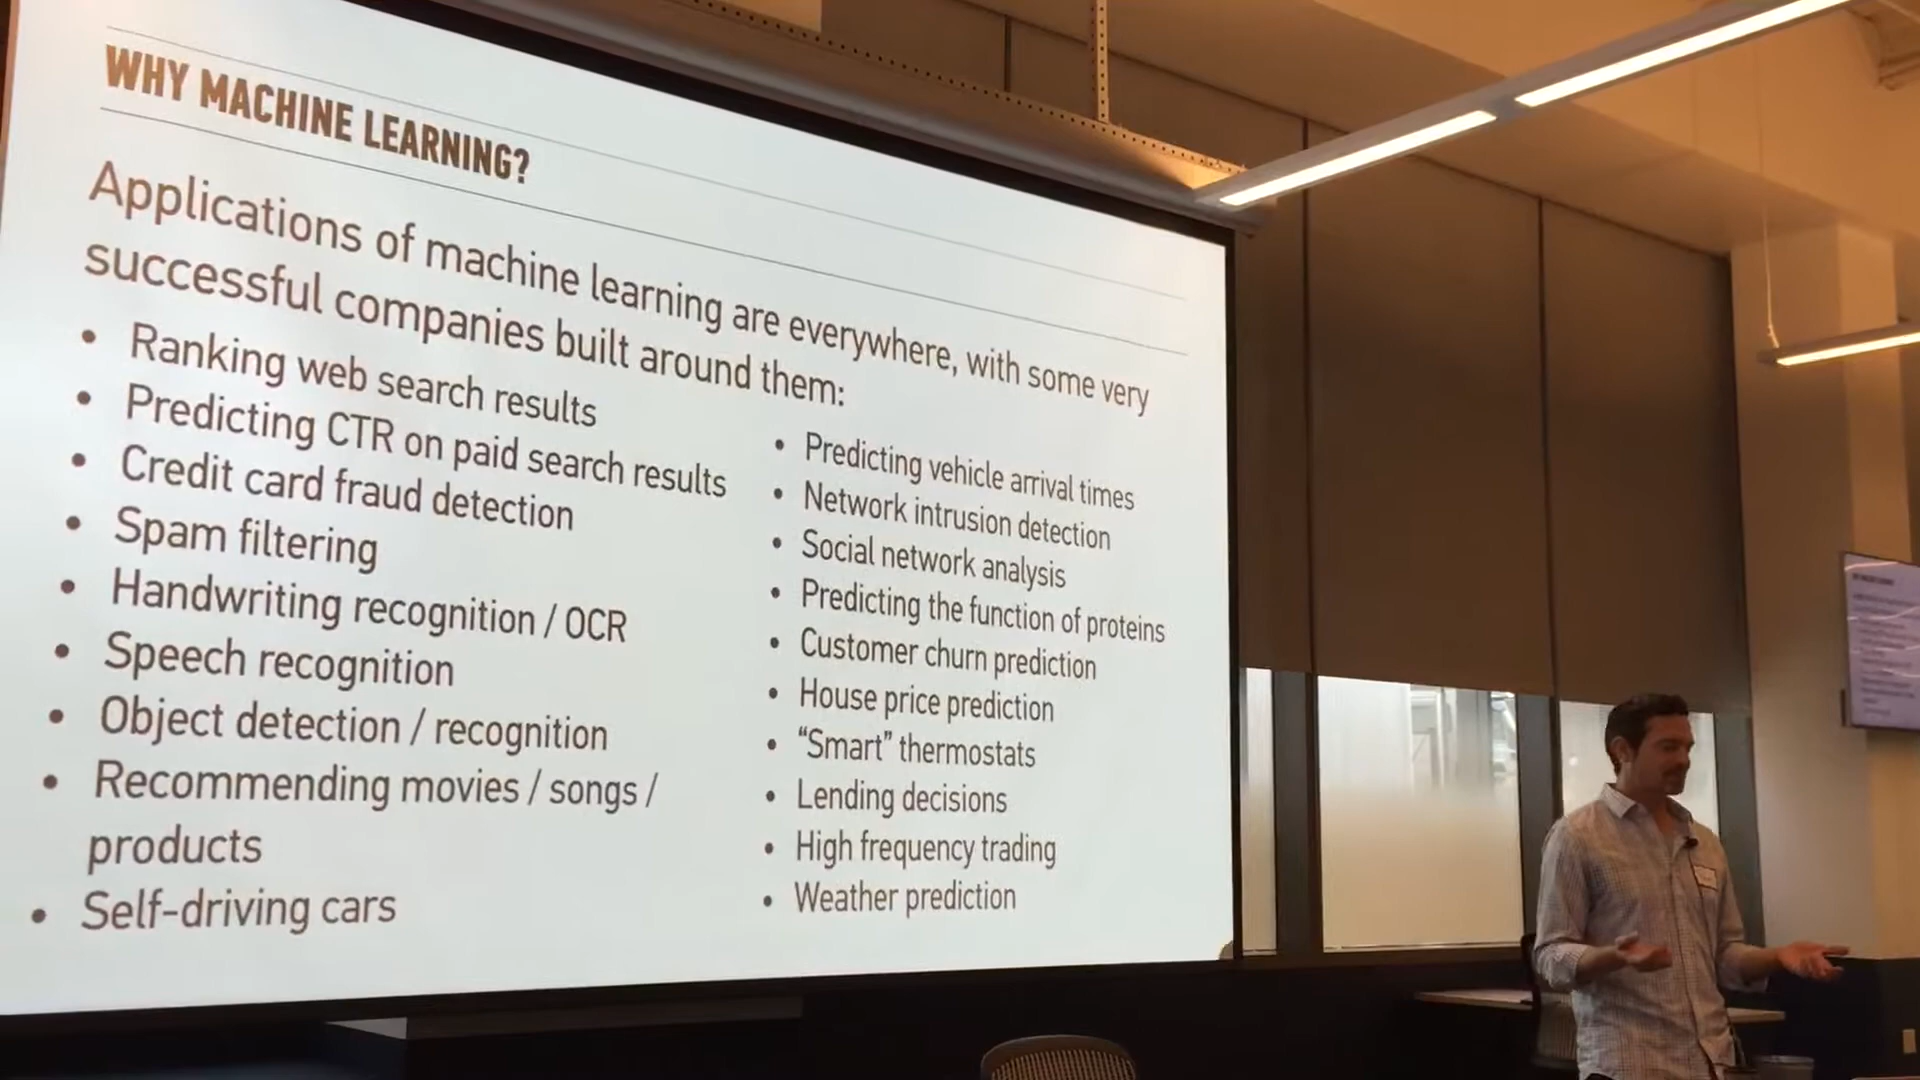 WHY MACHINE LEARNING?
Applications of machine learning are everywhere, with some very
successful companies built around them:
• Ranking web search results
• Predicting CTR on paid search results
• Credit card fraud detection
• Spam filtering
• Handwriting recognition / OCR
• Speech recognition
• Object detection / recognition
• Recommending movies / songs /
products
• Self-driving cars
• Predicting vehicle arrival times
• Network intrusion detection
• Social network analysis
• Predicting the function of proteins
• Customer churn prediction
• House price prediction
• “Smart” thermostats
• Lending decisions
• High frequency trading
• Weather prediction